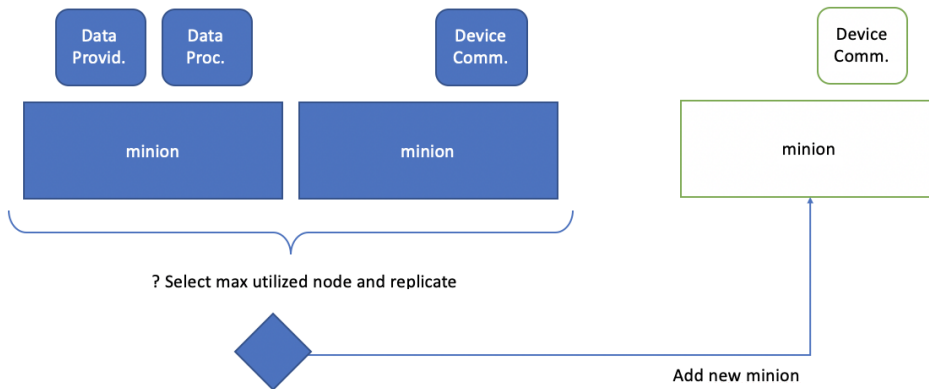 Data
Provid.
Data
Proc.
Device
Comm.
Device
Comm.
minion
minion
minion
? Select max utilized node and replicate
Add new minion